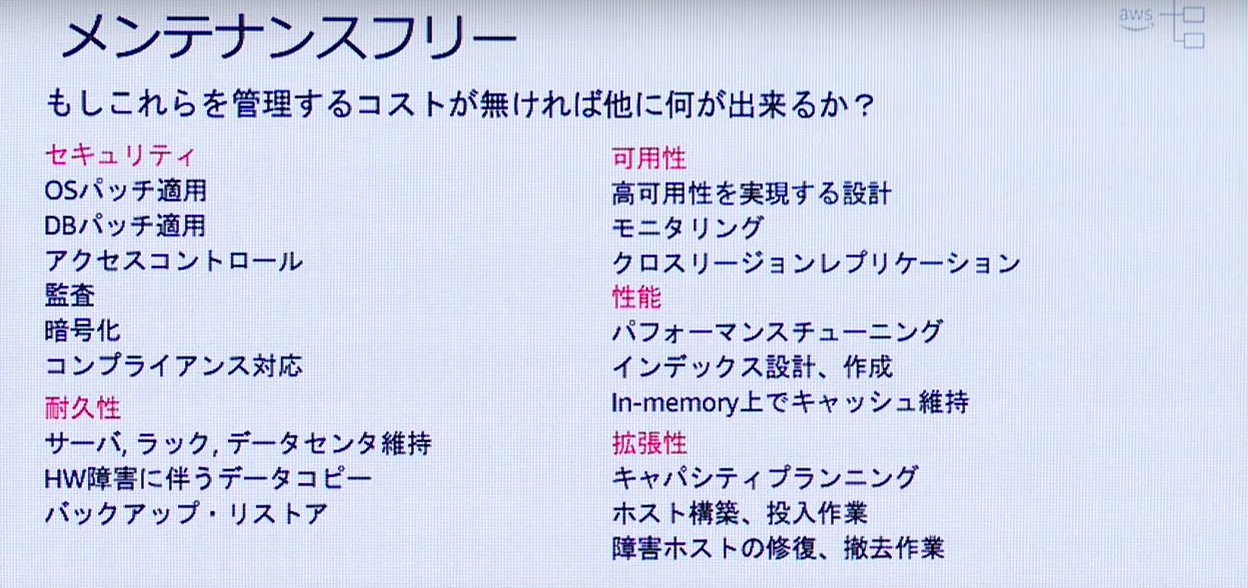 メンテナンスフリー
aws
もしこれらを管理するコストが無ければ他に何が出来るか？
セキュリティ
OSパッチ適用
DBパッチ適用
アクセスコントロール
監査
暗号化
コンプライアンス対応
耐久性
サーバ, ラック, データセンタ維持
HW障害に伴うデータコピー
バックアップ・リストア
可用性
高可用性を実現する設計
モニタリング
クロスリージョンレプリケーション
性能
パフォーマンスチューニング
インデックス設計、作成
In-memory上でキャッシュ維持
拡張性
キャパシティプランニング
ホスト構築、投入作業
障害ホストの修復、撤去作業